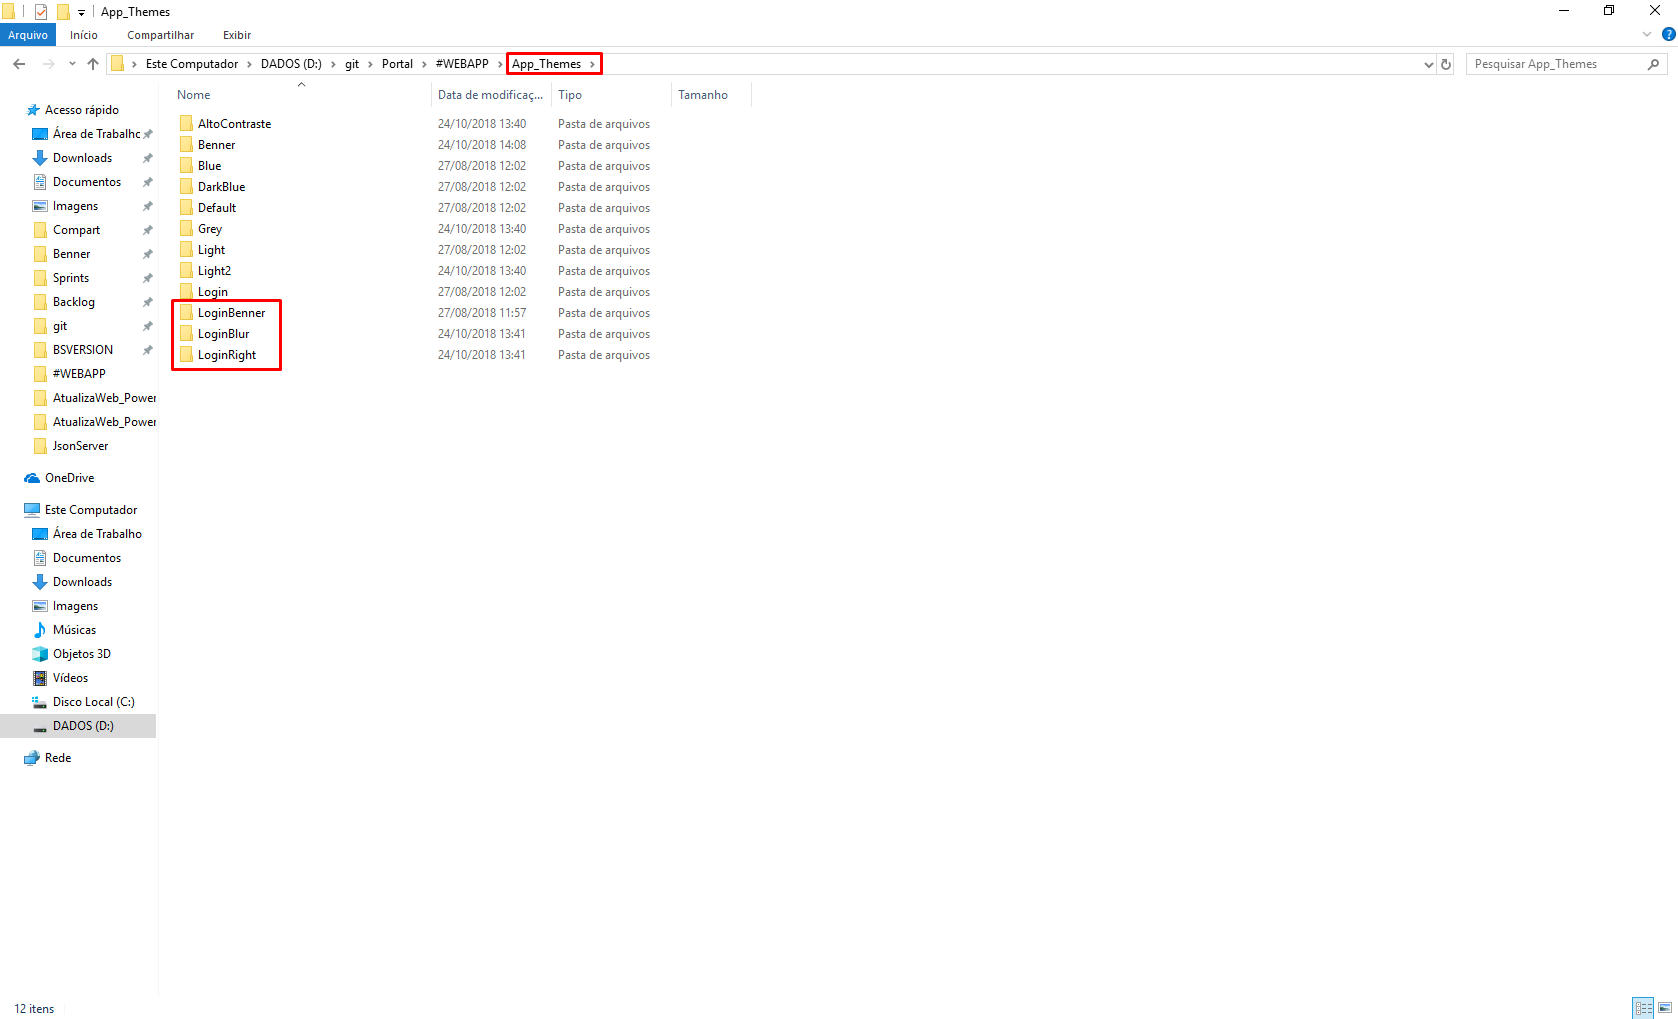 App_Themes
Arquivo Início Compartilhar Exibir
Este Computador DADOS (D:) git Portal #WEBAPP App_Themes Pesquisar App_Themes
Nome Data de modificaç... Tipo Tamanho
AltoContraste 24/10/2018 13:40 Pasta de arquivos
Benner 24/10/2018 14:08 Pasta de arquivos
Blue 27/08/2018 12:02 Pasta de arquivos
DarkBlue 27/08/2018 12:02 Pasta de arquivos
Default 27/08/2018 12:02 Pasta de arquivos
Grey 24/10/2018 13:40 Pasta de arquivos
Light 27/08/2018 12:02 Pasta de arquivos
Light2 24/10/2018 13:40 Pasta de arquivos
Login 27/08/2018 12:02 Pasta de arquivos
LoginBenner 27/08/2018 11:57 Pasta de arquivos
LoginBlur 24/10/2018 13:41 Pasta de arquivos
LoginRight 24/10/2018 13:41 Pasta de arquivos
Acesso rápido
Área de Trabalhc
Downloads
Documentos
Imagens
Compart
Benner
Sprints
Backlog
git
BSVERSION
#WEBAPP
AtualizaWeb_Power
AtualizaWeb_Power
JsonServer
OneDrive
Este Computador
Área de Trabalho
Documentos
Downloads
Imagens
Músicas
Objetos 3D
Vídeos
Disco Local (C:)
DADOS (D:)
Rede
12 itens